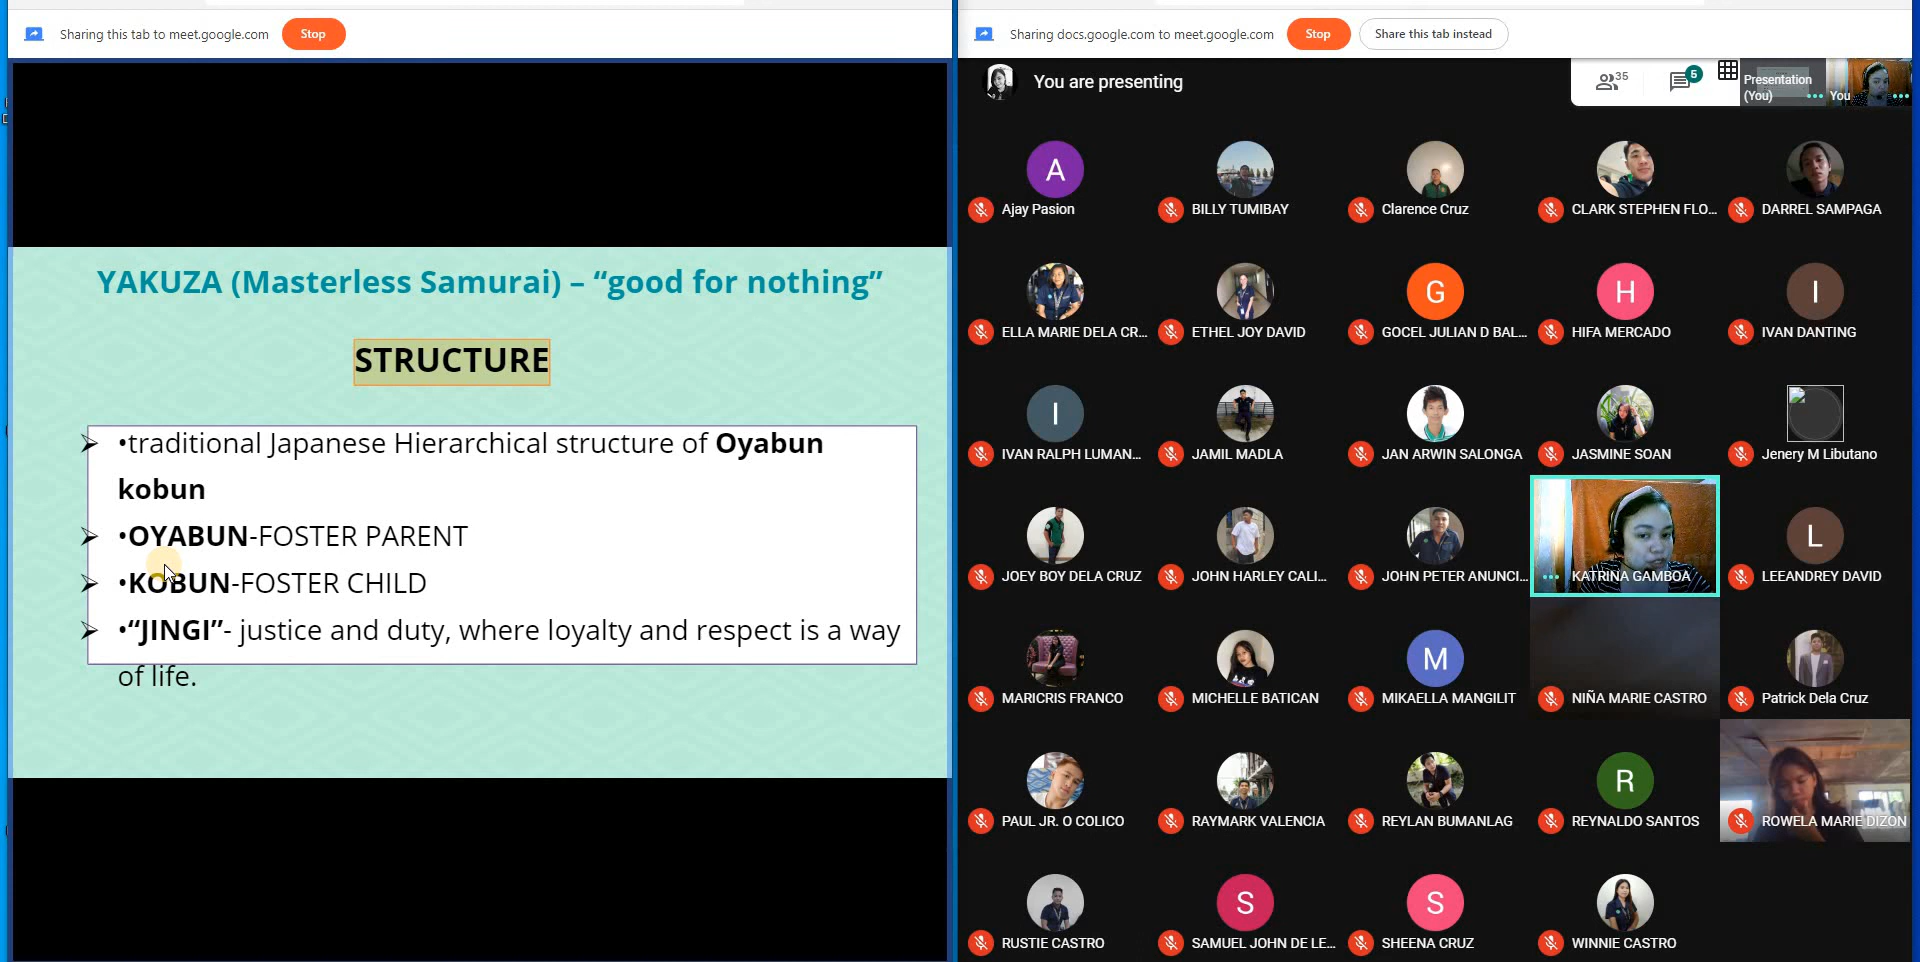 Sharing this tab to meet.google.com
Stop
YAKUZA (Masterless Samurai) – “good for nothing”
STRUCTURE
➢ •traditional Japanese Hierarchical structure of Oyabun
kobun
➢ •OYABUN-FOSTER PARENT
➢ •KOBUN-FOSTER CHILD
➢ •“JINGI”- justice and duty, where loyalty and respect is a way
of life.
Sharing docs.google.com to meet.google.com
Stop
Share this tab instead
You are presenting
35
5
Presentation
(You)
You
A
Ajay Pasion
BILLY TUMIBAY
Clarence Cruz
CLARK STEPHEN FLO...
DARREL SAMPAGA
ELLA MARIE DELA CR...
ETHEL JOY DAVID
G
GOCEL JULIAN D BAL...
H
HIFA MERCADO
I
IVAN DANTING
I
IVAN RALPH LUMAN...
JAMIL MADLA
JAN ARWIN SALONGA
JASMINE SOAN
Jenery M Libutano
JOEY BOY DELA CRUZ
JOHN HARLEY CALI...
JOHN PETER ANUNCI...
KATRINA GAMBOA
L
LEEANDREY DAVID
MARICRIS FRANCO
MICHELLE BATICAN
M
MIKAELLA MANGILIT
NIÑA MARIE CASTRO
Patrick Dela Cruz
PAUL JR. O COLICO
RAYMARK VALENCIA
REYLAN BUMANLAG
R
REYNALDO SANTOS
ROWELA MARIE DIZON
RUSTIE CASTRO
S
SAMUEL JOHN DE LE...
S
SHEENA CRUZ
WINNIE CASTRO